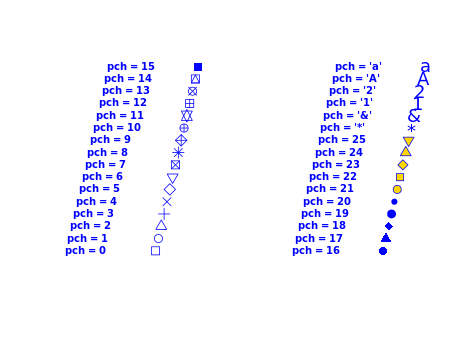 pch = 15
pch = 14
pch = 13
pch = 12
pch = 11
pch = 10
pch = 9
pch = 8
pch = 7
pch = 6
pch = 5
pch = 4
pch = 3
pch = 2
pch = 1
pch = 0
pch = 'a' a
pch = 'A' A
pch = '2' 2
pch = '1' 1
pch = '&' &
pch = '*' *
pch = 25
pch = 24
pch = 23
pch = 22
pch = 21
pch = 20
pch = 19
pch = 18
pch = 17
pch = 16